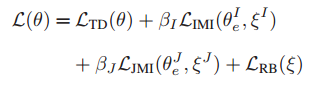 ℒ(θ) = ℒ_TD(θ) + β_I ℒ_IMI(θ_e^I, ξ^I)
+ β_J ℒ_JMI(θ_e^J, ξ^J) + ℒ_RB(ξ)